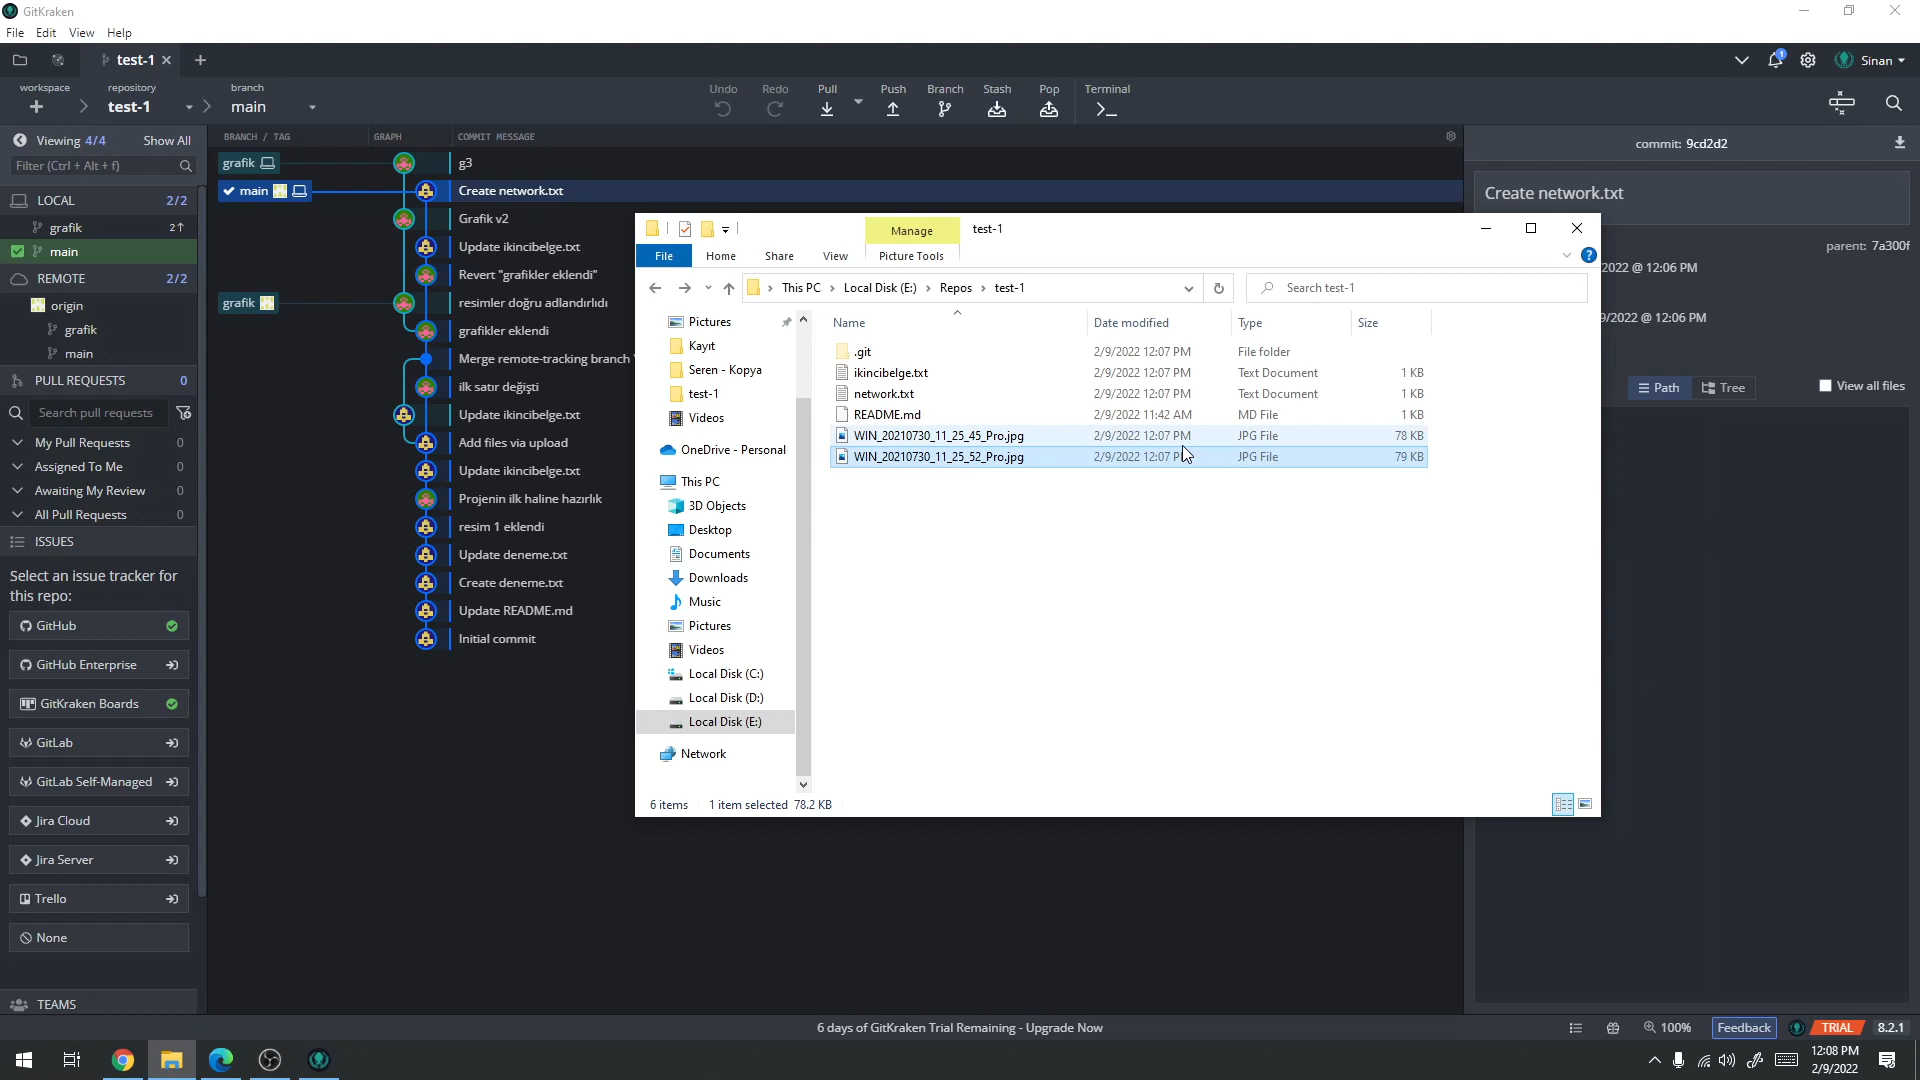 GitKraken
File Edit View Help
test-1
workspace
repository
test-1
branch
main
Undo Redo Pull Push Branch Stash Pop Terminal
Sinan
Viewing 4/4 Show All
Filter (Ctrl + Alt + f)
LOCAL 2/2
grafik 2↑
main
REMOTE 2/2
origin
grafik
main
PULL REQUESTS 0
Search pull requests
My Pull Requests 0
Assigned To Me 0
Awaiting My Review 0
All Pull Requests 0
ISSUES
Select an issue tracker for
this repo:
GitHub
GitHub Enterprise
GitKraken Boards
GitLab
GitLab Self-Managed
Jira Cloud
Jira Server
Trello
None
TEAMS
BRANCH / TAG GRAPH COMMIT MESSAGE
grafik g3
main Create network.txt
Grafik v2
Update ikincibelge.txt
Revert "grafikler eklendi"
grafik resimler doğru adlandırlıdı
grafikler eklendi
Merge remote-tracking branch
ilk satır değişti
Update ikincibelge.txt
Add files via upload
Update ikincibelge.txt
Projenin ilk haline hazırlık
resim 1 eklendi
Update deneme.txt
Create deneme.txt
Update README.md
Initial commit
Manage test-1
File Home Share View Picture Tools
This PC Local Disk (E:) Repos test-1
Search test-1
Pictures
Kayıt
Seren - Kopya
test-1
Videos
OneDrive - Personal
This PC
3D Objects
Desktop
Documents
Downloads
Music
Pictures
Videos
Local Disk (C:)
Local Disk (D:)
Local Disk (E:)
Network
Name Date modified Type Size
.git 2/9/2022 12:07 PM File folder
ikincibelge.txt 2/9/2022 12:07 PM Text Document 1 KB
network.txt 2/9/2022 12:07 PM Text Document 1 KB
README.md 2/9/2022 11:42 AM MD File 1 KB
WIN_20210730_11_25_45_Pro.jpg 2/9/2022 12:07 PM JPG File 78 KB
WIN_20210730_11_25_52_Pro.jpg 2/9/2022 12:07 PM JPG File 79 KB
6 items 1 item selected 78.2 KB
commit: 9cd2d2
Create network.txt
parent: 7a300f
2022 @ 12:06 PM
9/2022 @ 12:06 PM
Path Tree View all files
6 days of GitKraken Trial Remaining - Upgrade Now
100% Feedback TRIAL 8.2.1
12:08 PM
2/9/2022